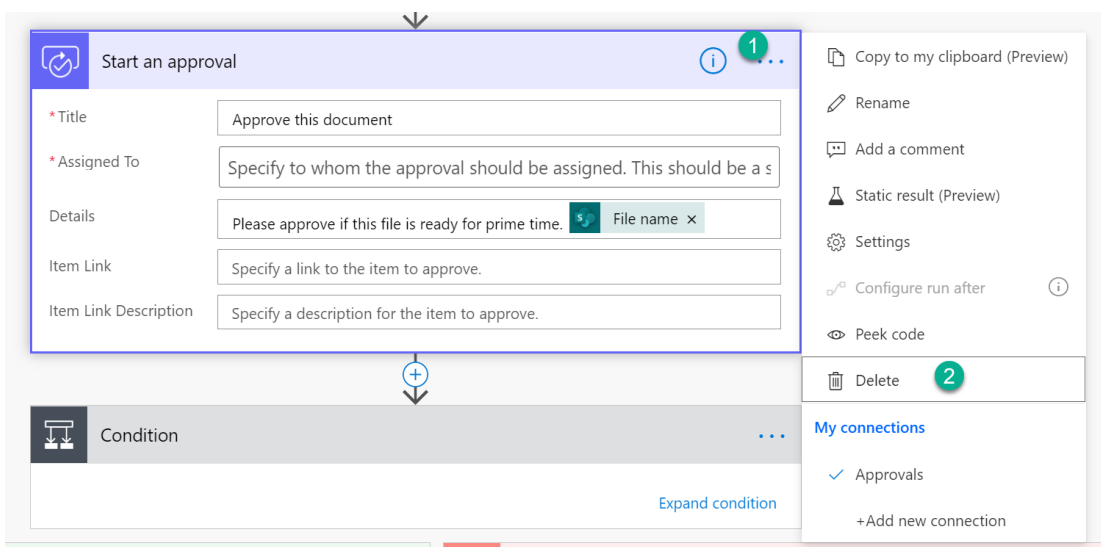 Start an approval
1
* Title
Approve this document
* Assigned To
Specify to whom the approval should be assigned. This should be a s
Details
Please approve if this file is ready for prime time. File name ×
Item Link
Specify a link to the item to approve.
Item Link Description
Specify a description for the item to approve.
Condition
Expand condition
Copy to my clipboard (Preview)
Rename
Add a comment
Static result (Preview)
Settings
Configure run after
Peek code
Delete 2
My connections
Approvals
+Add new connection